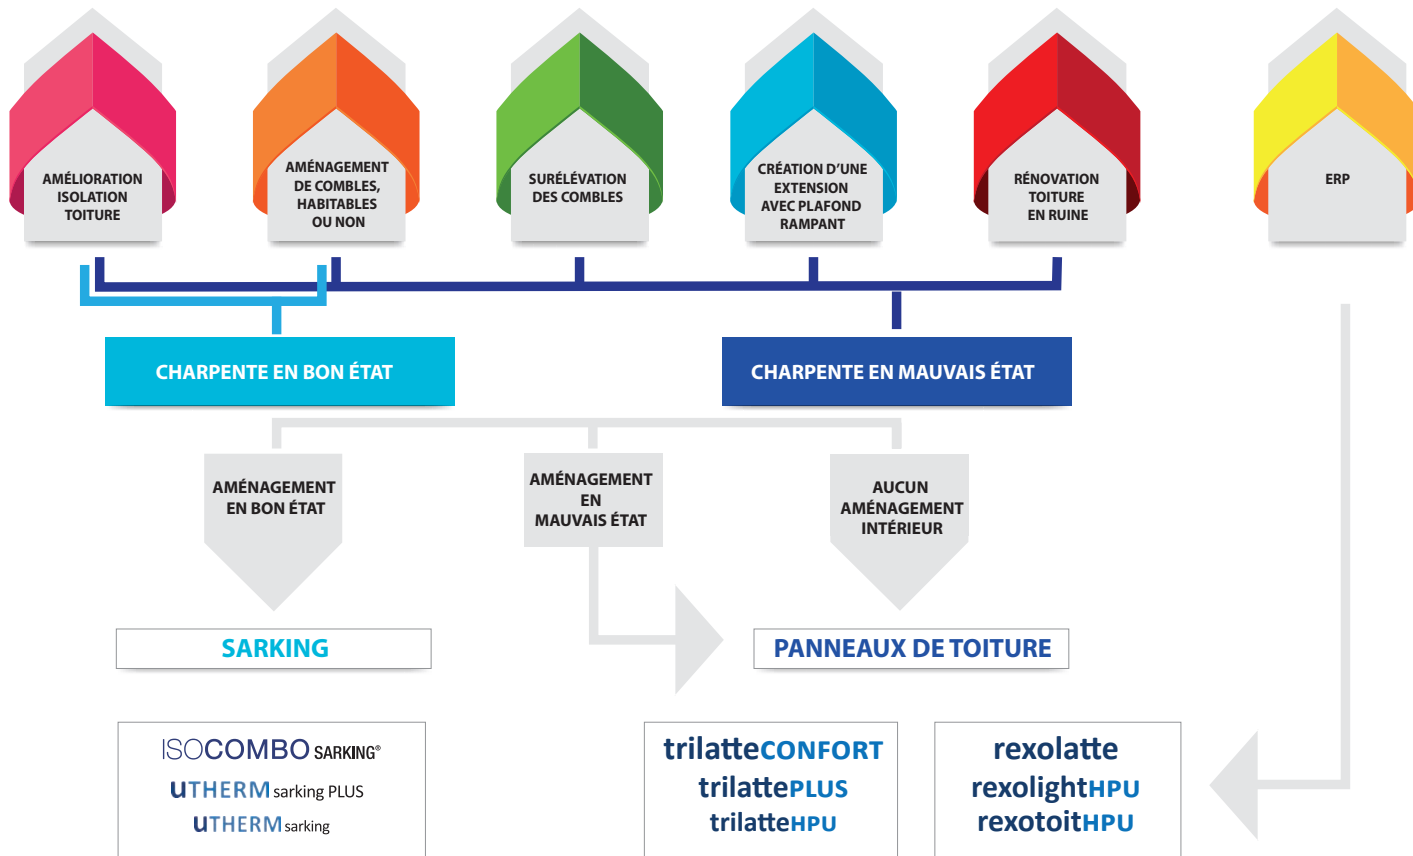 AMÉLIORATION
ISOLATION
TOITURE
AMÉNAGEMENT
DE COMBLES,
HABITABLES
OU NON
SURÉLÉVATION
DES COMBLES
CRÉATION D'UNE
EXTENSION
AVEC PLAFOND
RAMPANT
RÉNOVATION
TOITURE
EN RUINE
ERP
CHARPENTE EN BON ÉTAT
CHARPENTE EN MAUVAIS ÉTAT
AMÉNAGEMENT
EN BON ÉTAT
AMÉNAGEMENT
EN
MAUVAIS ÉTAT
AUCUN
AMÉNAGEMENT
INTÉRIEUR
SARKING
PANNEAUX DE TOITURE
ISOCOMBO SARKING®
UTHERM sarking PLUS
UTHERM sarking
trilatteCONFORT
trilattePLUS
trilatteHPU
rexolatte
rexolightHPU
rexotoitHPU